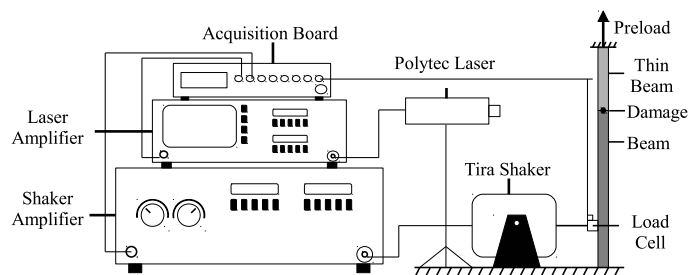 Acquisition Board
Preload
Polytec Laser
Thin
Beam
Laser
Amplifier
Damage
Beam
Tira Shaker
Shaker
Amplifier
Load
Cell